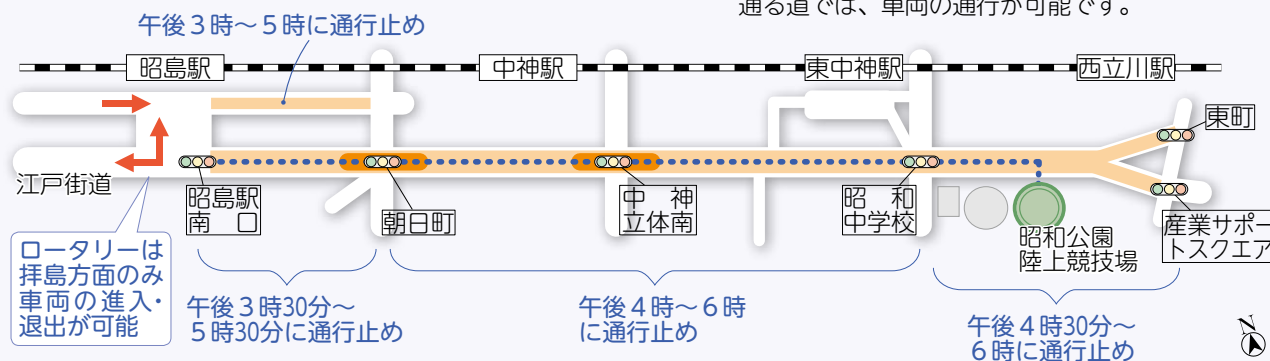 通る道では、車両の通行が可能です。
午後3時～5時に通行止め
昭島駅
中神駅
東中神駅
西立川駅
東町
江戸街道
昭島駅
南口
朝日町
中神
立体南
昭和
中学校
昭和公園
陸上競技場
産業サポー
トスクエア
ロータリーは
拝島方面のみ
車両の進入・
退出が可能
午後3時30分～
5時30分に通行止め
午後4時～6時
に通行止め
午後4時30分～
6時に通行止め
N